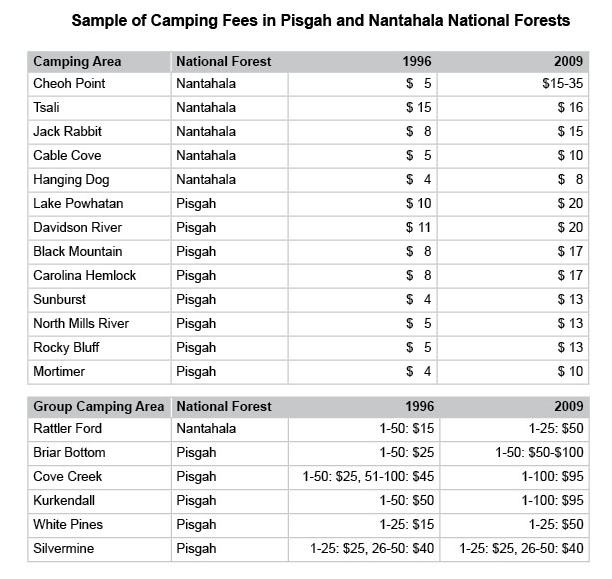 Sample of Camping Fees in Pisgah and Nantahala National Forests
Camping Area National Forest 1996 2009
Cheoh Point Nantahala $ 5 $15-35
Tsali Nantahala $ 15 $ 16
Jack Rabbit Nantahala $ 8 $ 15
Cable Cove Nantahala $ 5 $ 10
Hanging Dog Nantahala $ 4 $ 8
Lake Powhatan Pisgah $ 10 $ 20
Davidson River Pisgah $ 11 $ 20
Black Mountain Pisgah $ 8 $ 17
Carolina Hemlock Pisgah $ 8 $ 17
Sunburst Pisgah $ 4 $ 13
North Mills River Pisgah $ 5 $ 13
Rocky Bluff Pisgah $ 5 $ 13
Mortimer Pisgah $ 4 $ 10
Group Camping Area National Forest 1996 2009
Rattler Ford Nantahala 1-50: $15 1-25: $50
Briar Bottom Pisgah 1-50: $25 1-50: $50-$100
Cove Creek Pisgah 1-50: $25, 51-100: $45 1-100: $95
Kurkendall Pisgah 1-50: $50 1-100: $95
White Pines Pisgah 1-25: $15 1-25: $50
Silvermine Pisgah 1-25: $25, 26-50: $40 1-25: $25, 26-50: $40